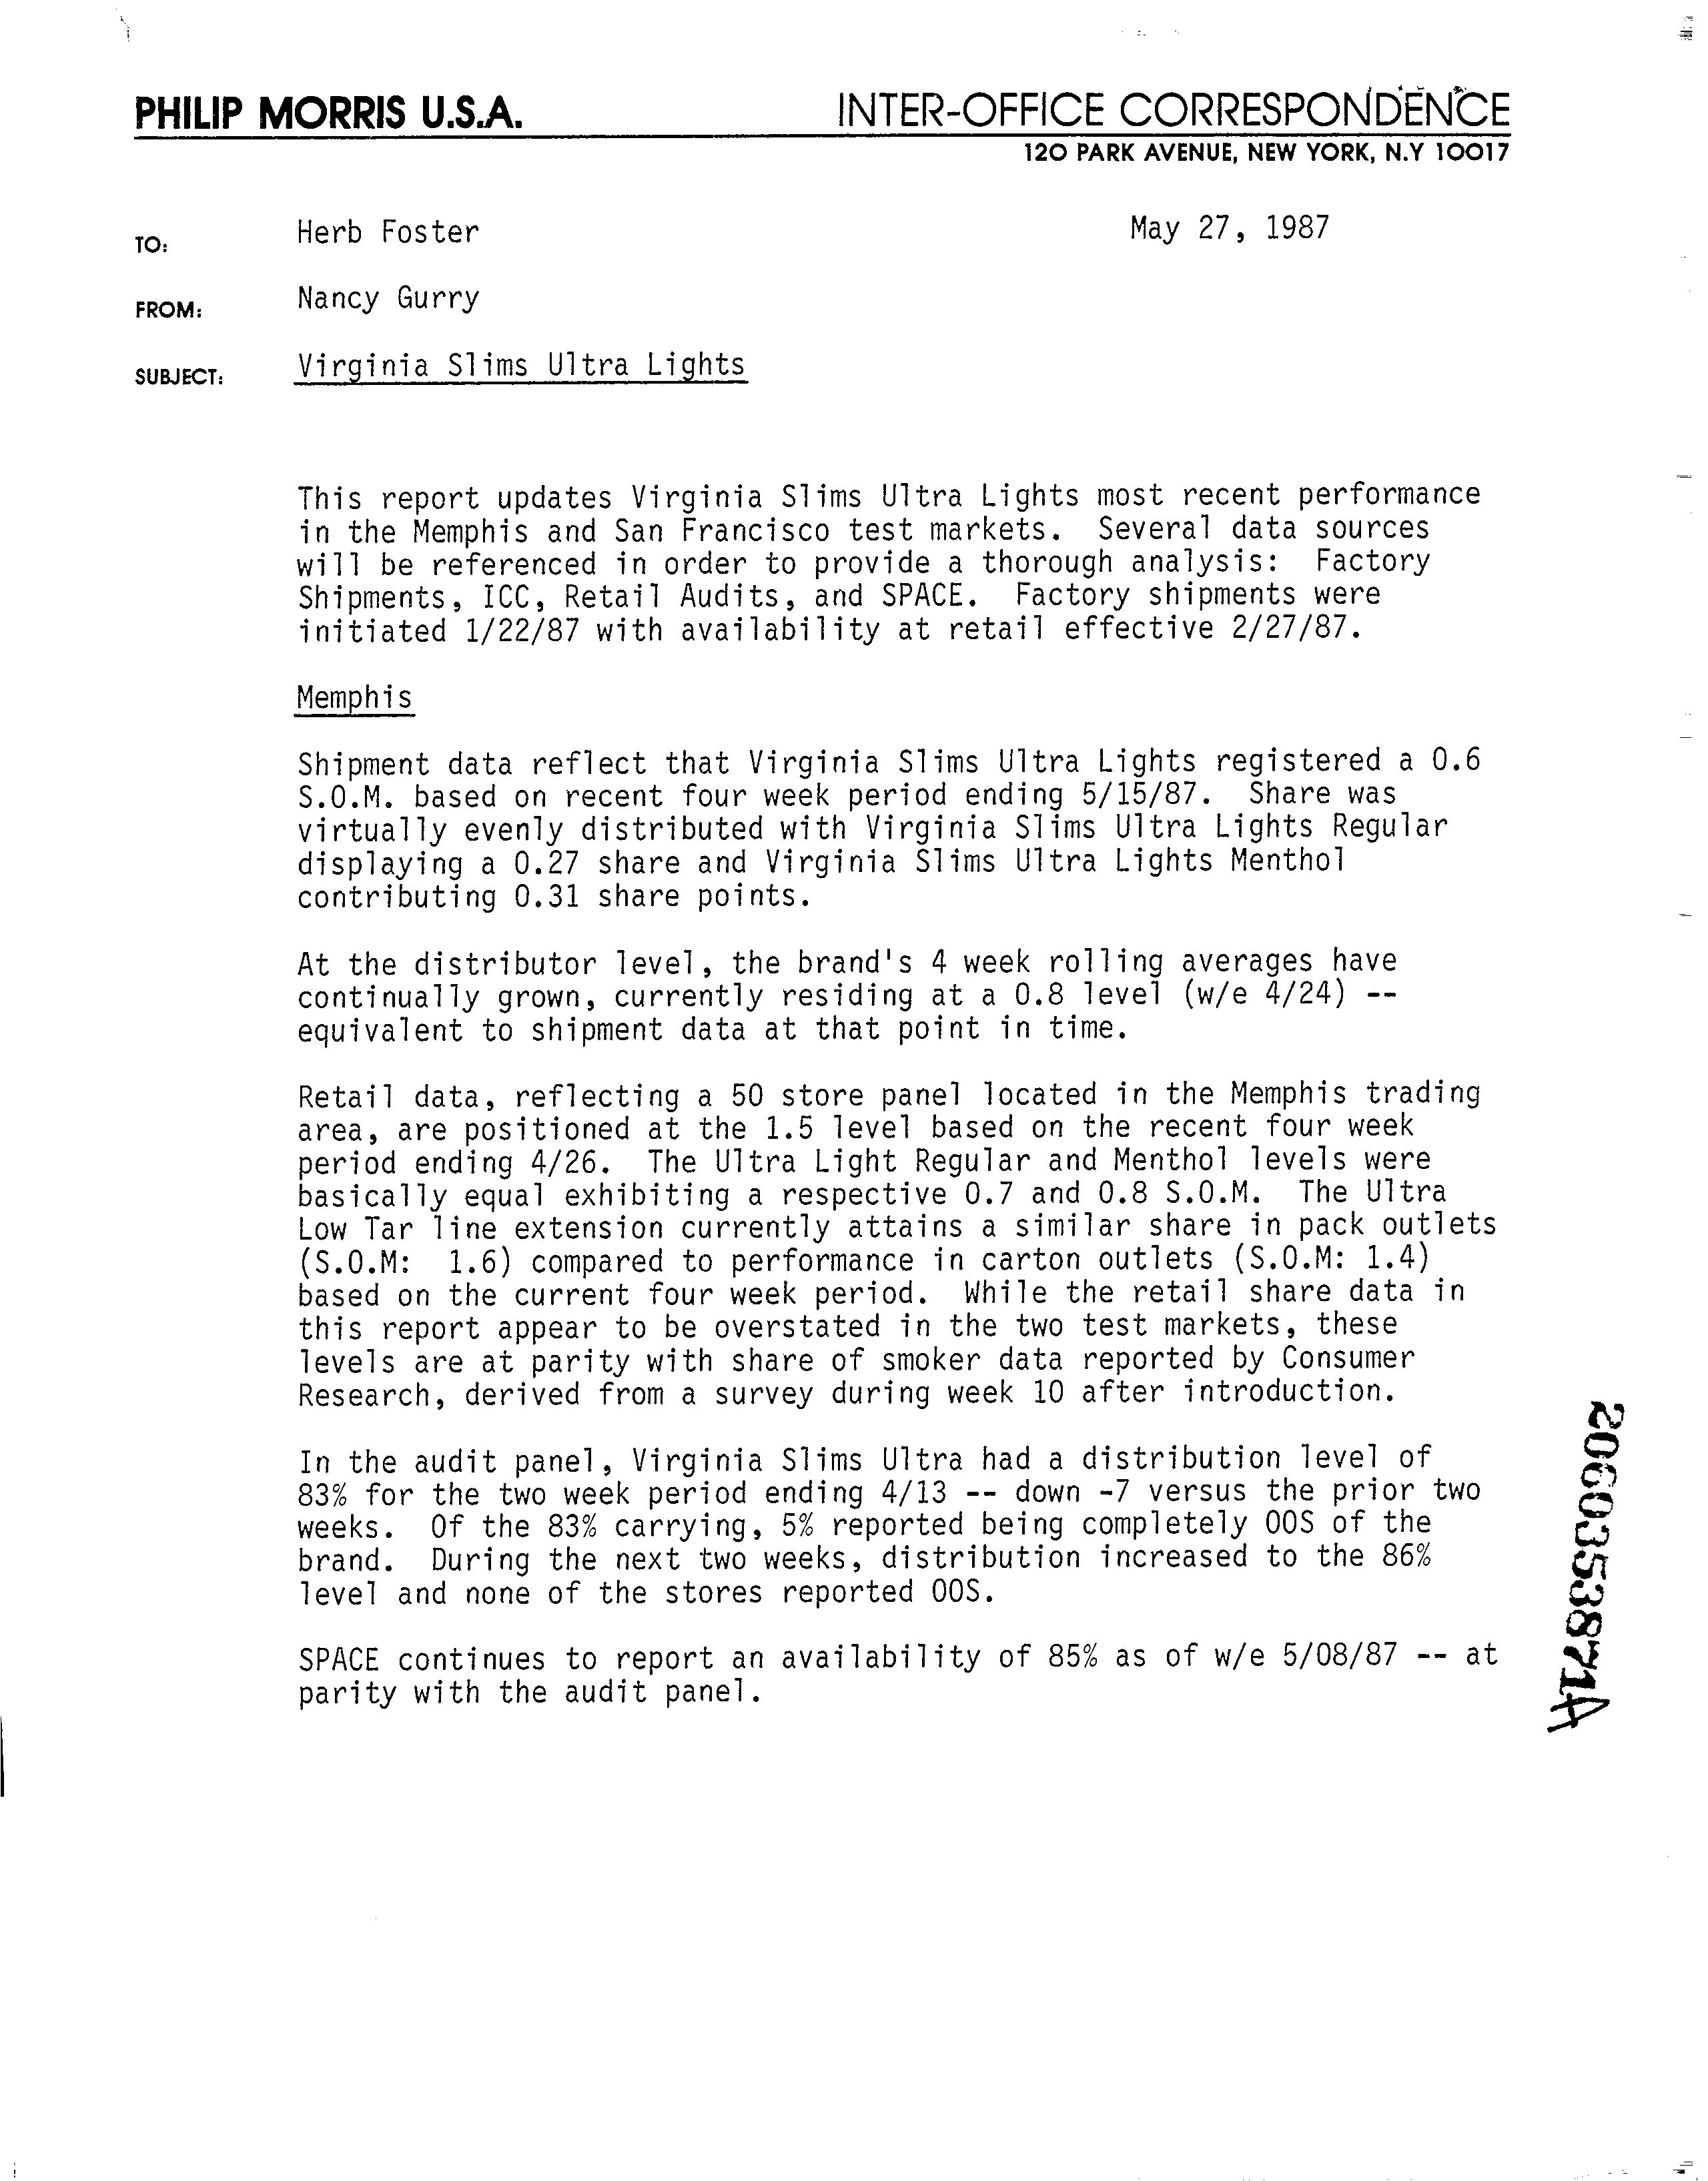 PHILIP MORRIS U.S.A. INTER-OFFICE CORRESPONDENCE
120 PARK AVENUE, NEW YORK, N.Y 10017
TO: Herb Foster May 27, 1987
FROM: Nancy Gurry
SUBJECT: Virginia Slims Ultra Lights
This report updates Virginia Slims Ultra Lights most recent performance
in the Memphis and San Francisco test markets. Several data sources
will be referenced in order to provide a thorough analysis: Factory
Shipments, ICC, Retail Audits, and SPACE. Factory shipments were
initiated 1/22/87 with availability at retail effective 2/27/87.
Memphis
Shipment data reflect that Virginia Slims Ultra Lights registered a 0.6
S.O.M. based on recent four week period ending 5/15/87. Share was
virtually evenly distributed with Virginia Slims Ultra Lights Regular
displaying a 0.27 share and Virginia Slims Ultra Lights Menthol
contributing 0.31 share points.
At the distributor level, the brand's 4 week rolling averages have
continually grown, currently residing at a 0.8 level (w/e 4/24) --
equivalent to shipment data at that point in time.
Retail data, reflecting a 50 store panel located in the Memphis trading
area, are positioned at the 1.5 level based on the recent four week
period ending 4/26. The Ultra Light Regular and Menthol levels were
basically equal exhibiting a respective 0.7 and 0.8 S.O.M. The Ultra
Low Tar line extension currently attains a similar share in pack outlets
(S.O.M: 1.6) compared to performance in carton outlets (S.O.M: 1.4)
based on the current four week period. While the retail share data in
this report appear to be overstated in the two test markets, these
levels are at parity with share of smoker data reported by Consumer
Research, derived from a survey during week 10 after introduction.
In the audit panel, Virginia Slims Ultra had a distribution level of
83% for the two week period ending 4/13 -- down -7 versus the prior two
weeks. Of the 83% carrying, 5% reported being completely OOS of the
brand. During the next two weeks, distribution increased to the 86%
level and none of the stores reported OOS.
SPACE continues to report an availability of 85% as of w/e 5/08/87 -- at
parity with the audit panel.
2060353871A